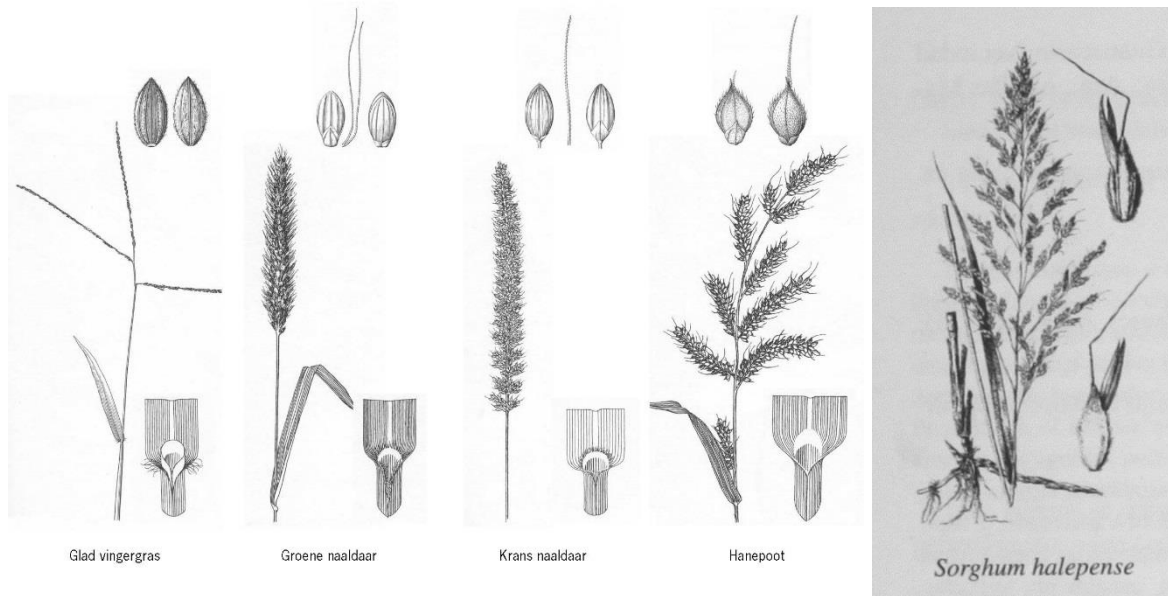 Glad vingergras
Groene naaldaar
Krans naaldaar
Hanepoot
Sorghum halepense